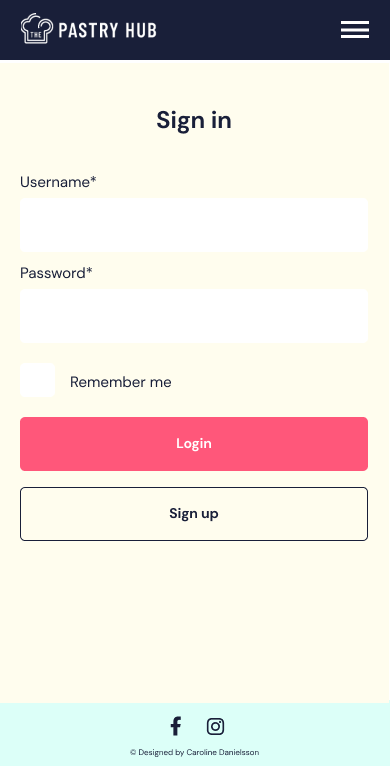 THE PASTRY HUB
Sign in
Username*
Password*
Remember me
Login
Sign up
© Designed by Caroline Danielsson